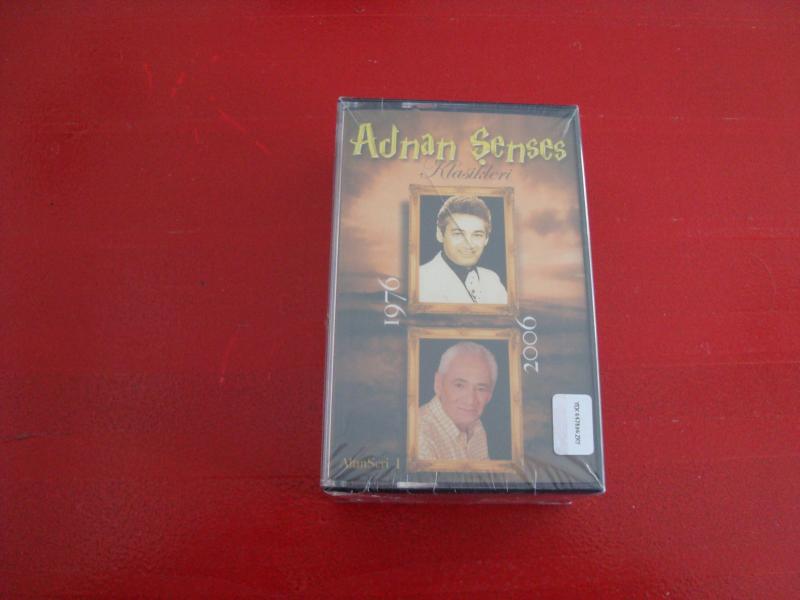 Adnan Şenses
Klasikleri
1976
2006
AltınSeri 1